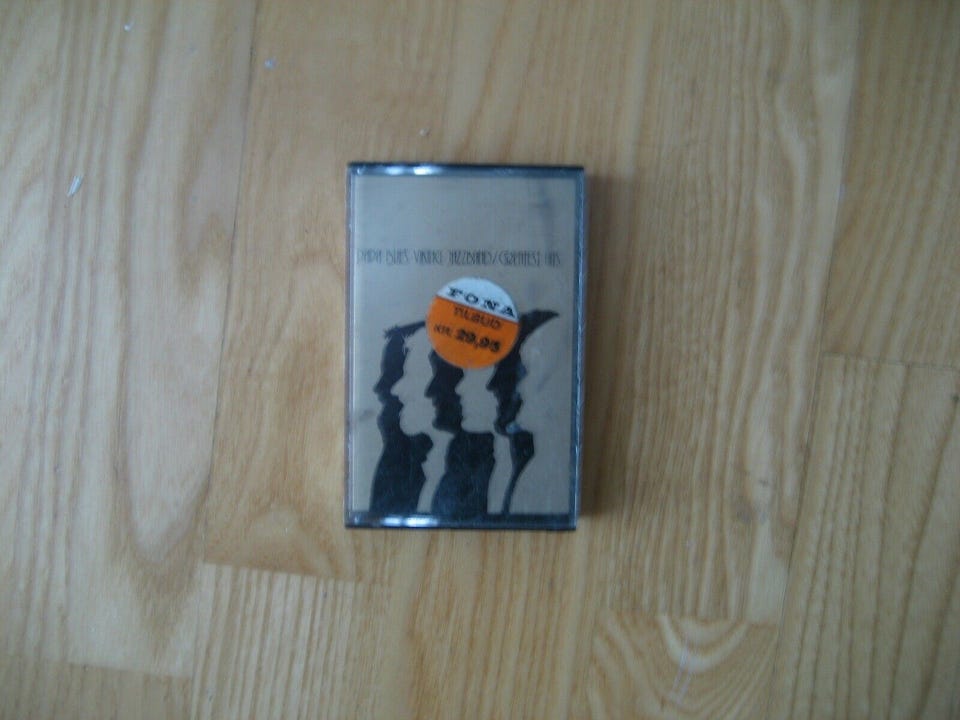 PAPA BUE'S VIKING JAZZBAND/GREATEST HITS
FONA
TILBUD
KR. 29,95